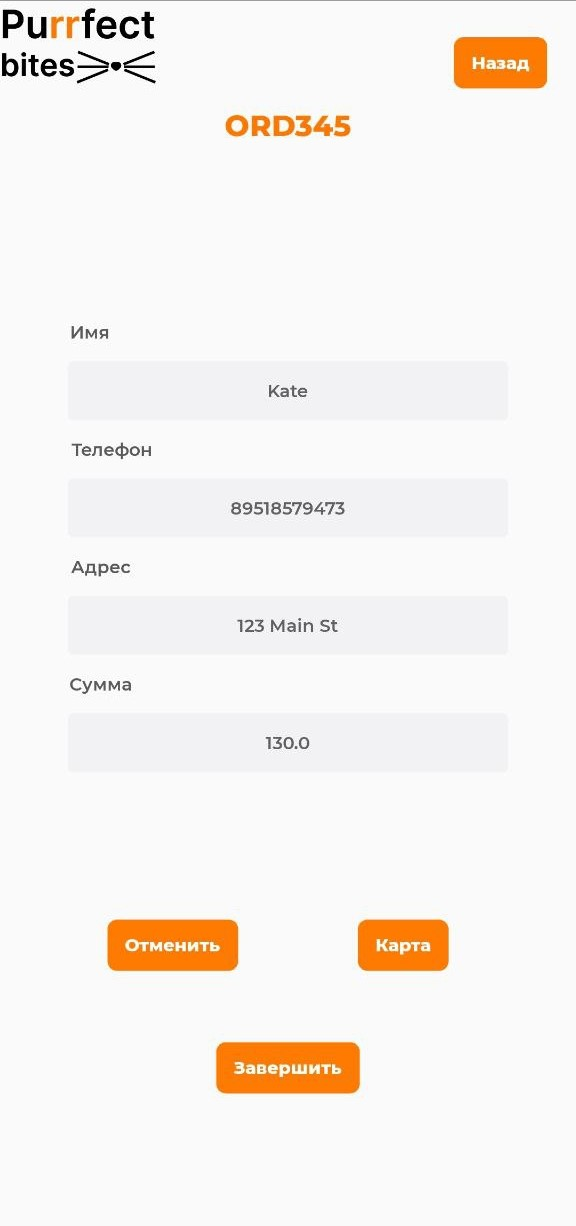 Purrfect
bites
Назад
ORD345
Имя
Kate
Телефон
89518579473
Адрес
123 Main St
Сумма
130.0
Отменить
Карта
Завершить